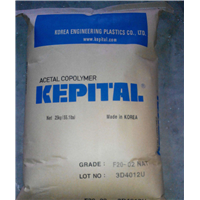 KOREA ENGINEERING PLASTICS CO., LTD.
www.kepital.com
ACETAL COPOLYMER
KEPITAL®
Made in KOREA
GRADE :
LOT NO : 3D4012U